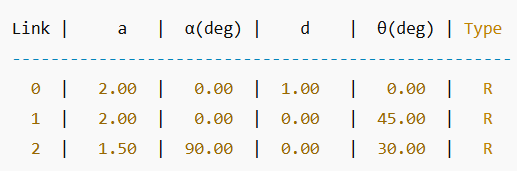 Link |     a   |  α(deg) |    d    |  θ(deg) | Type
--------------------------------------------------
  0  |   2.00  |   0.00  |  1.00   |   0.00  |   R
  1  |   2.00  |   0.00  |  0.00   |  45.00  |   R
  2  |   1.50  |  90.00  |  0.00   |  30.00  |   R